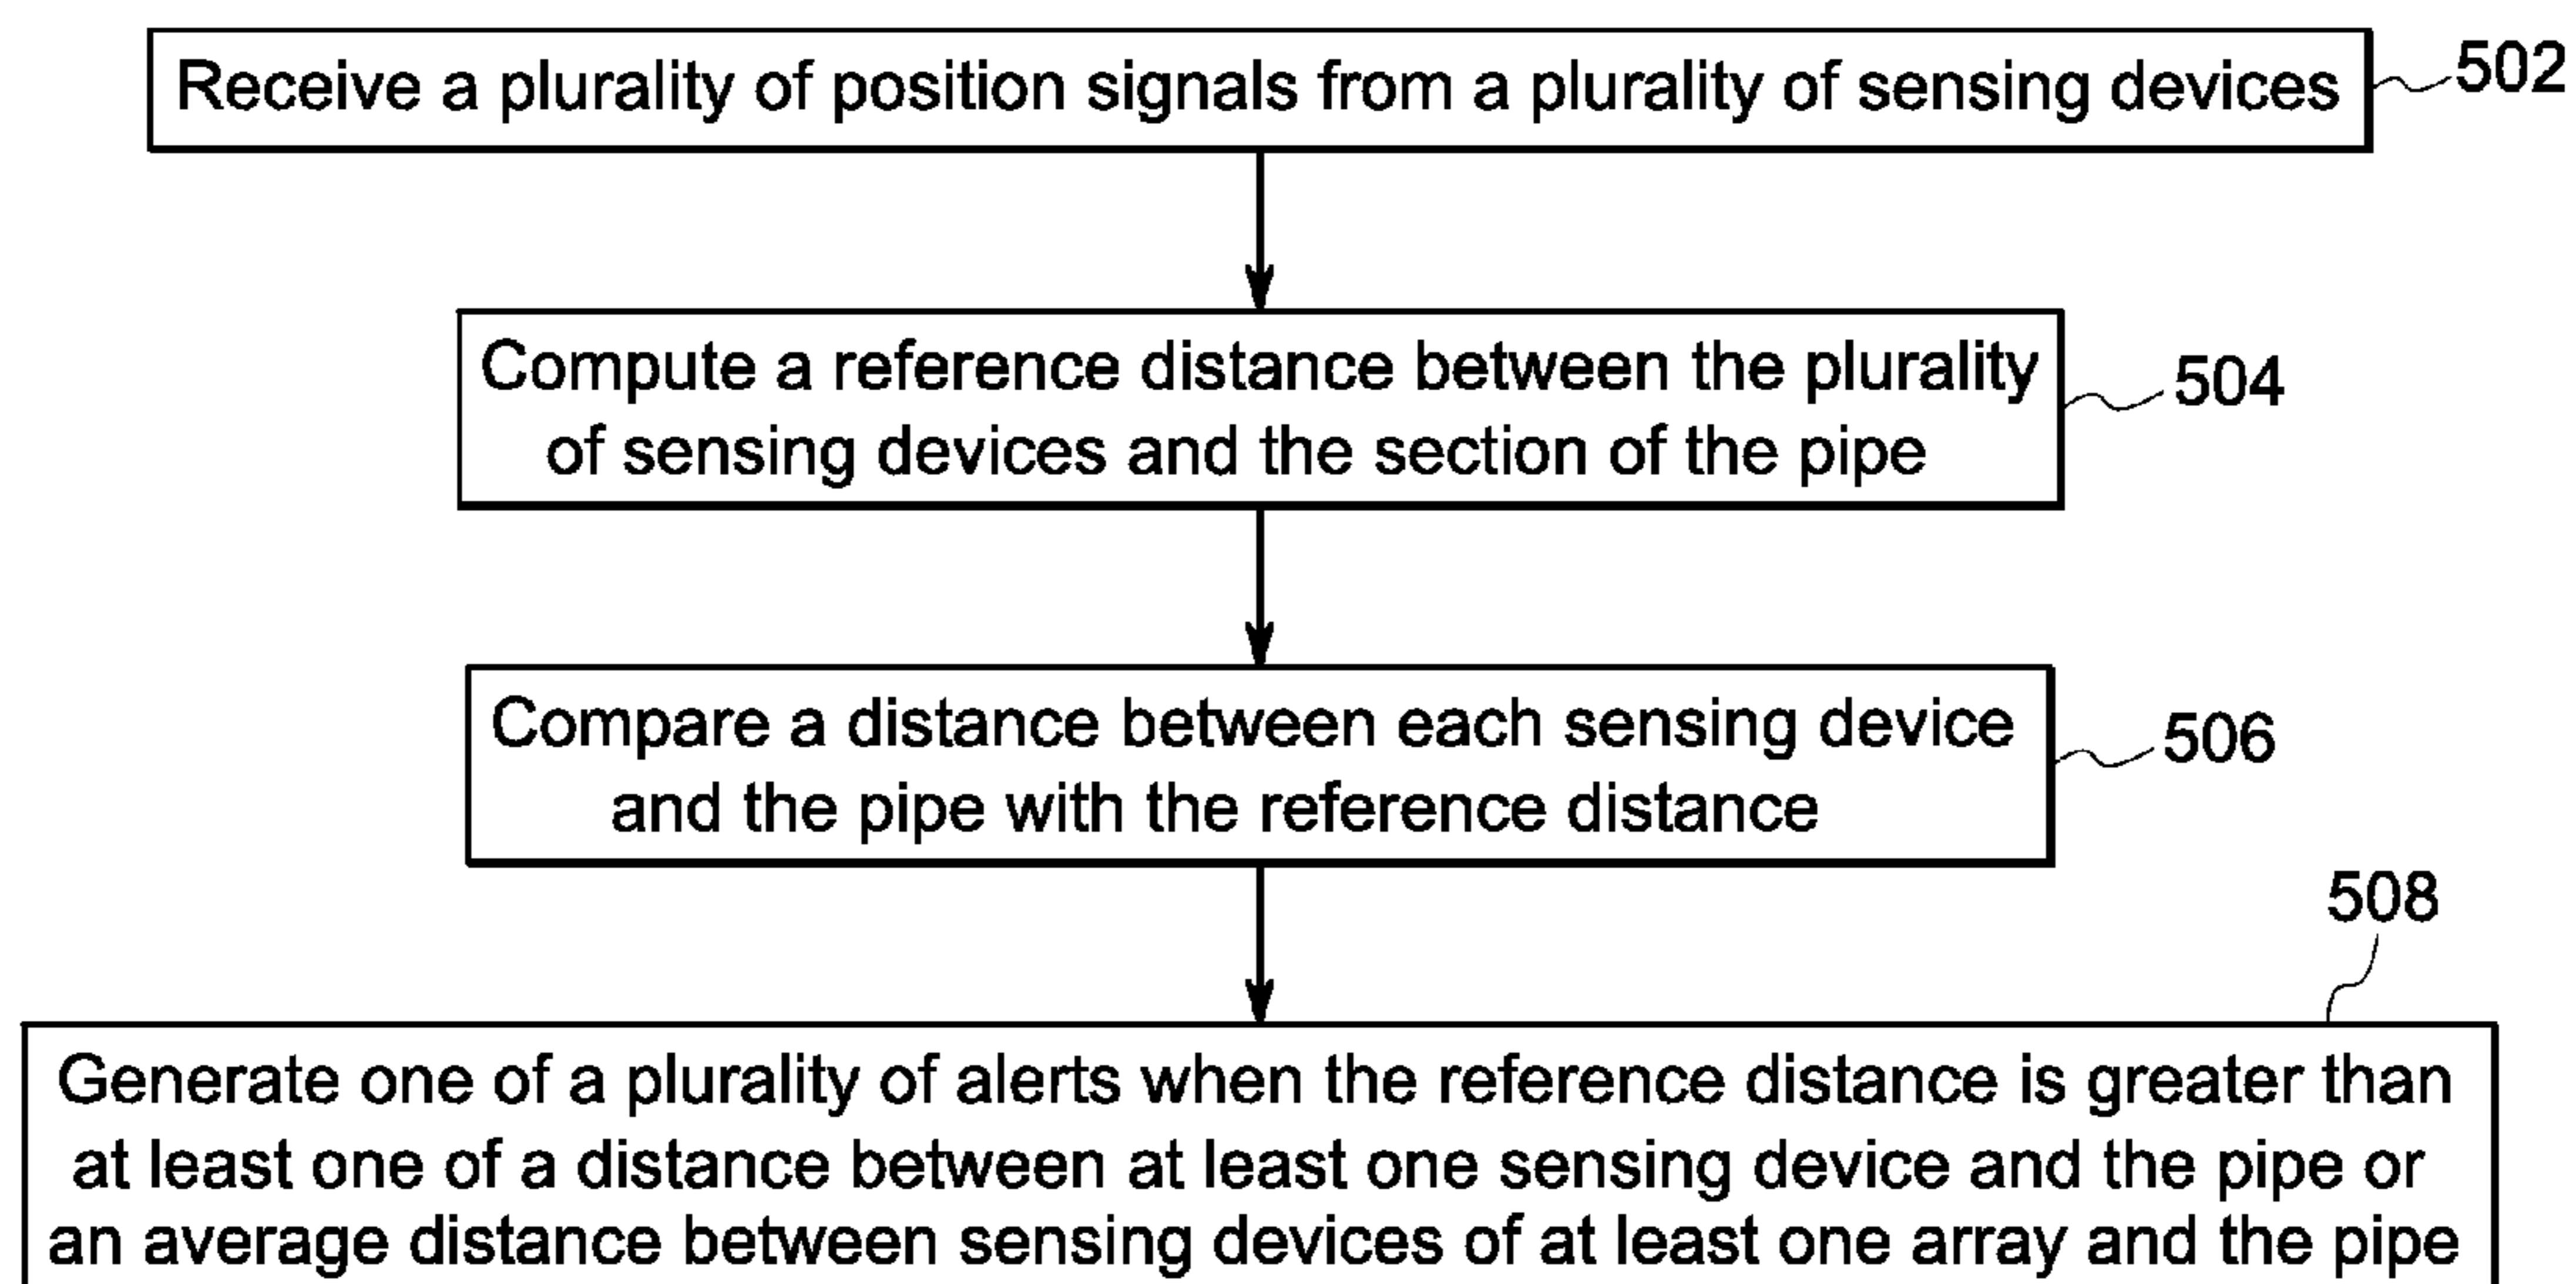 Receive a plurality of position signals from a plurality of sensing devices
502
Compute a reference distance between the plurality
of sensing devices and the section of the pipe
504
Compare a distance between each sensing device
and the pipe with the reference distance
506
508
Generate one of a plurality of alerts when the reference distance is greater than
at least one of a distance between at least one sensing device and the pipe or
an average distance between sensing devices of at least one array and the pipe